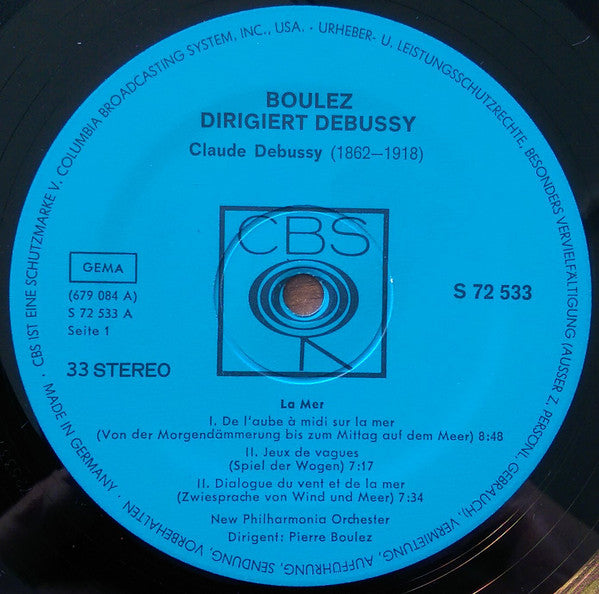 CBS IST EINE SCHUTZMARKE V. COLUMBIA BROADCASTING SYSTEM, INC., USA. · URHEBER- U. LEISTUNGSSCHUTZRECHTE, BESONDERS VERVIELFÄLTIGUNG (AUSSER Z. PERSÖNL. GEBRAUCH), VERMIETUNG, AUFFÜHRUNG, SENDUNG, VORBEHALTEN · MADE IN GERMANY ·
BOULEZ
DIRIGIERT DEBUSSY
Claude Debussy (1862—1918)
CBS
GEMA
(679 084 A)
S 72 533 A
Seite 1
33 STEREO
S 72 533
La Mer
I. De l'aube à midi sur la mer
(Von der Morgendämmerung bis zum Mittag auf dem Meer) 8:48
II. Jeux de vagues
(Spiel der Wogen) 7:17
II. Dialogue du vent et de la mer
(Zwiesprache von Wind und Meer) 7:34
New Philharmonia Orchester
Dirigent: Pierre Boulez